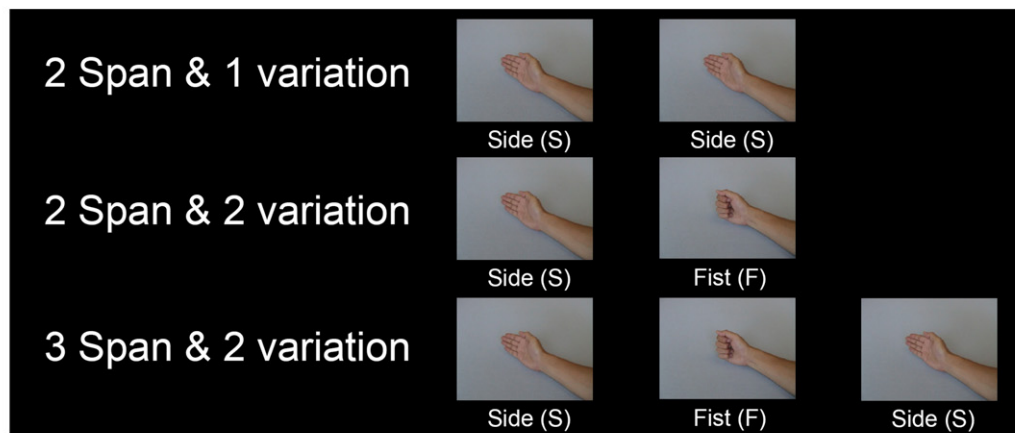 2 Span & 1 variation
Side (S) Side (S)
2 Span & 2 variation
Side (S) Fist (F)
3 Span & 2 variation
Side (S) Fist (F) Side (S)